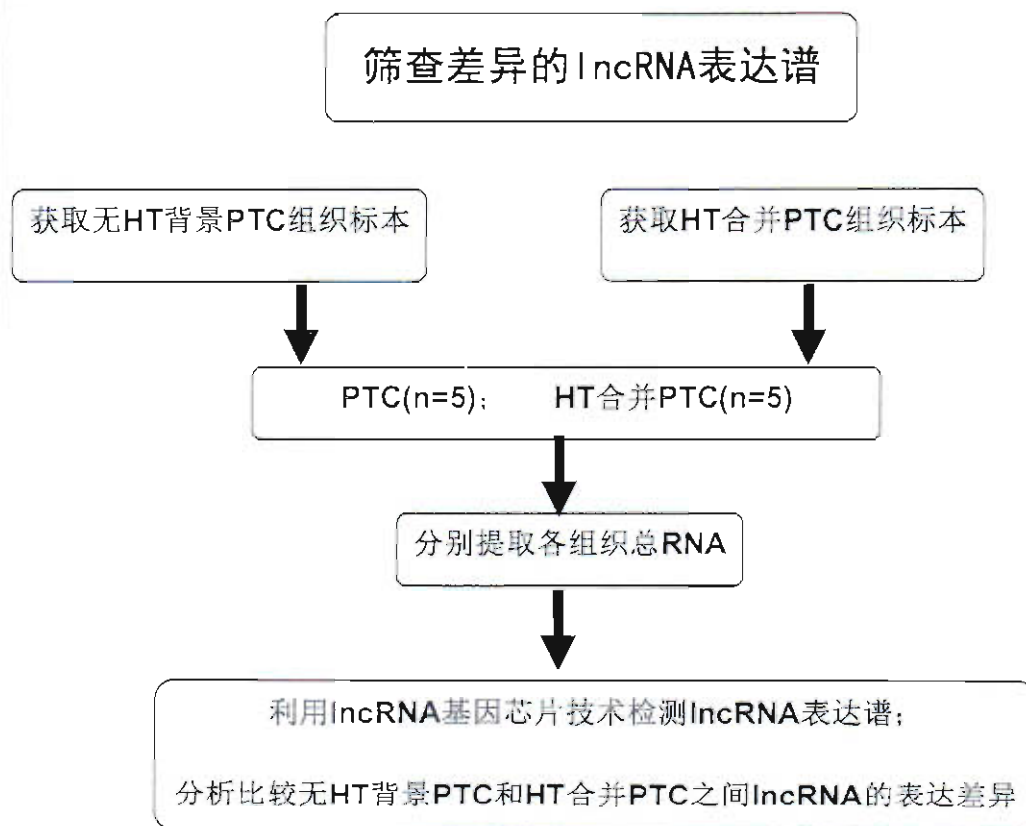 筛查差异的lncRNA表达谱
获取无HT背景PTC组织标本
获取HT合并PTC组织标本
PTC(n=5); HT合并PTC(n=5)
分别提取各组织总RNA
利用lncRNA基因芯片技术检测lncRNA表达谱;
分析比较无HT背景PTC和HT合并PTC之间lncRNA的表达差异